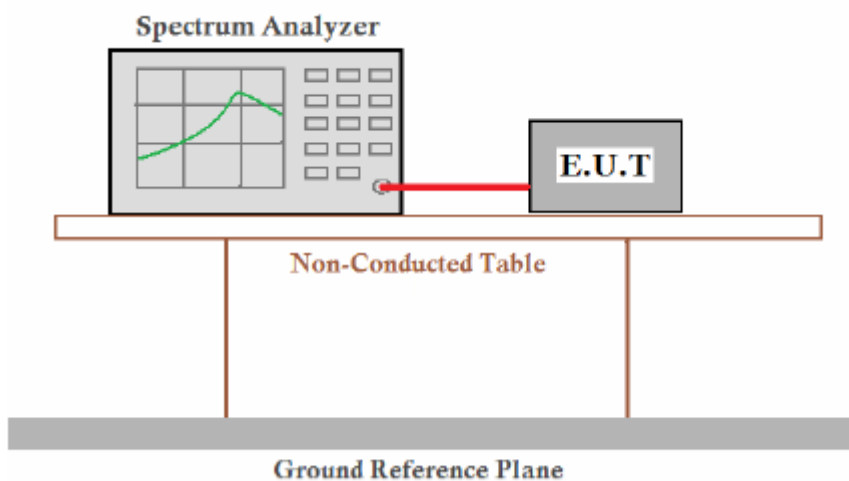 Spectrum Analyzer
E.U.T
Non-Conducted Table
Ground Reference Plane